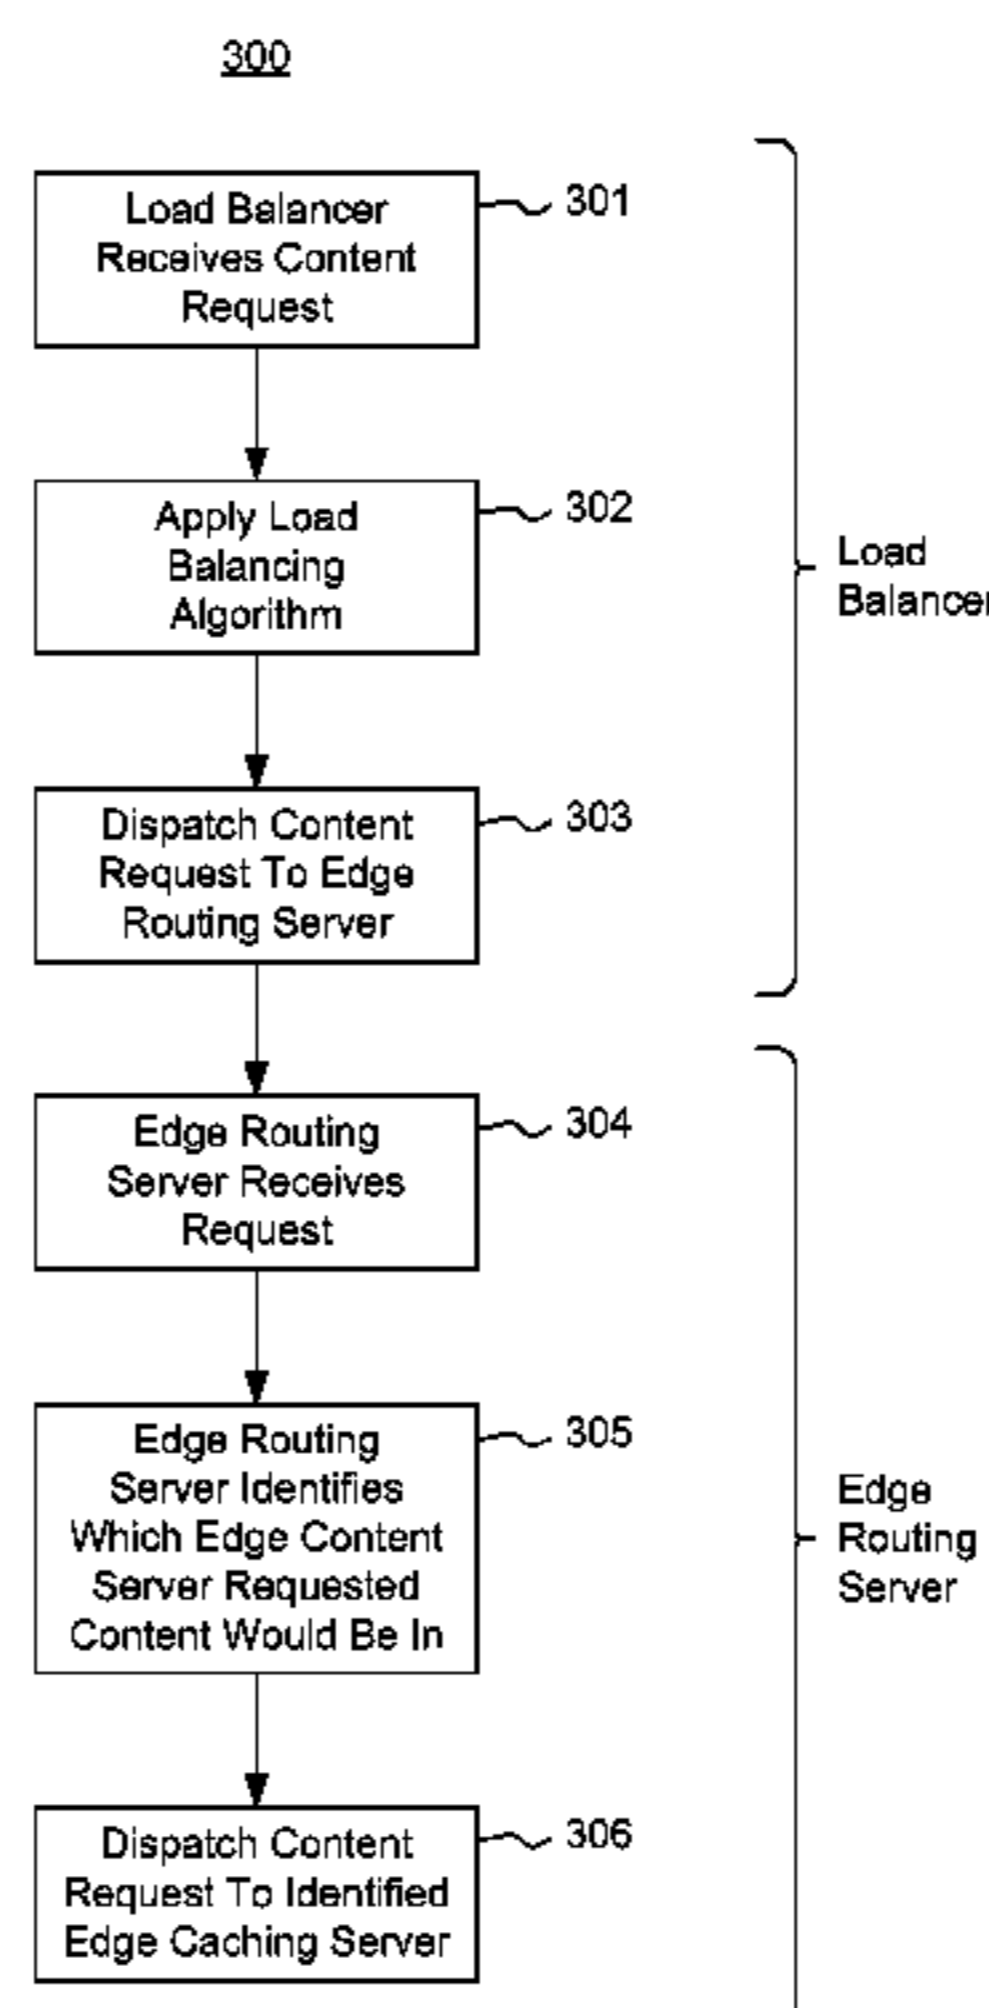 300
Load Balancer
Receives Content
Request
301
Apply Load
Balancing
Algorithm
302
Dispatch Content
Request To Edge
Routing Server
303
Load
Balancer
Edge Routing
Server Receives
Request
304
Edge Routing
Server Identifies
Which Edge Content
Server Requested
Content Would Be In
305
Dispatch Content
Request To Identified
Edge Caching Server
306
Edge
Routing
Server